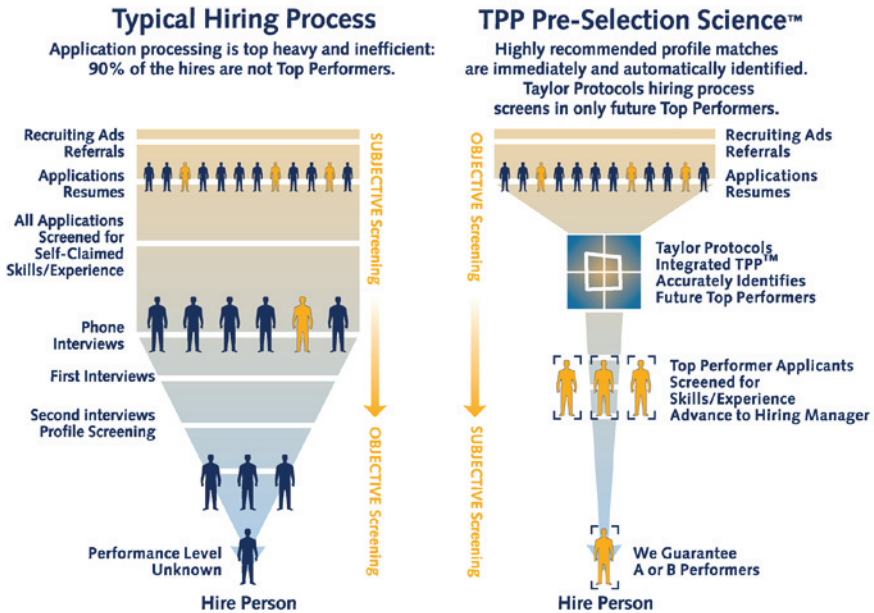 Typical Hiring Process
Application processing is top heavy and inefficient:
90% of the hires are not Top Performers.
Recruiting Ads
Referrals
Applications
Resumes
All Applications
Screened for
Self-Claimed
Skills/Experience
Phone
Interviews
First Interviews
Second interviews
Profile Screening
Performance Level
Unknown
Hire Person
SUBJECTIVE Screening
OBJECTIVE Screening
TPP Pre-Selection Science™
Highly recommended profile matches
are immediately and automatically identified.
Taylor Protocols hiring process
screens in only future Top Performers.
OBJECTIVE Screening
SUBJECTIVE Screening
Recruiting Ads
Referrals
Applications
Resumes
Taylor Protocols
Integrated TPP™
Accurately Identifies
Future Top Performers
Top Performer Applicants
Screened for
Skills/Experience
Advance to Hiring Manager
We Guarantee
A or B Performers
Hire Person